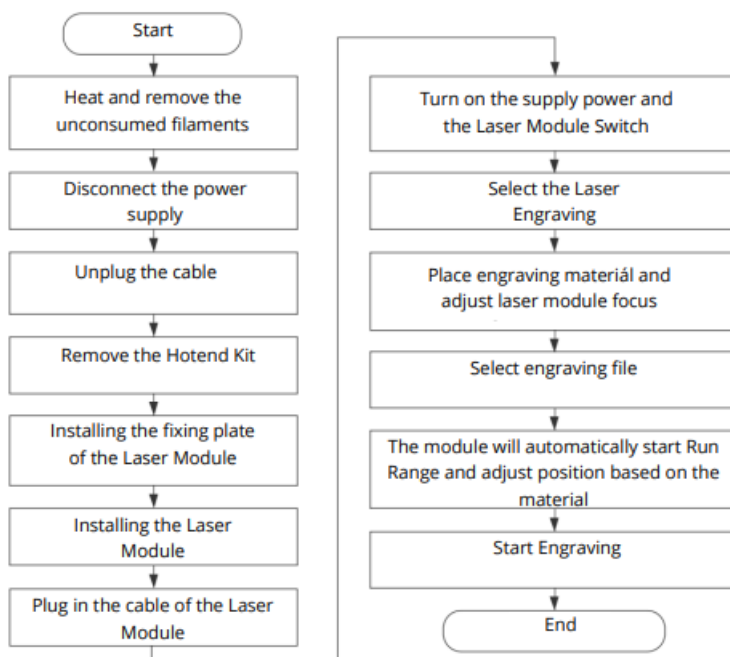 Start
Heat and remove the
unconsumed filaments
Disconnect the power
supply
Unplug the cable
Remove the Hotend Kit
Installing the fixing plate
of the Laser Module
Installing the Laser
Module
Plug in the cable of the Laser
Module
Turn on the supply power and
the Laser Module Switch
Select the Laser
Engraving
Place engraving materiál and
adjust laser module focus
Select engraving file
The module will automatically start Run
Range and adjust position based on the
material
Start Engraving
End